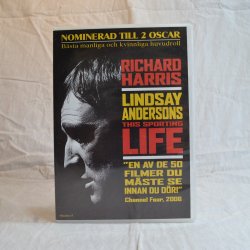 NOMINERAD TILL 2 OSCAR
Bästa manliga och kvinnliga huvudroll
RICHARD
HARRIS
LINDSAY
ANDERSONS
THIS SPORTING
LIFE
"EN AV DE 50
FILMER DU
MÅSTE SE
INNAN DU DÖR!"
Channel Four, 2006